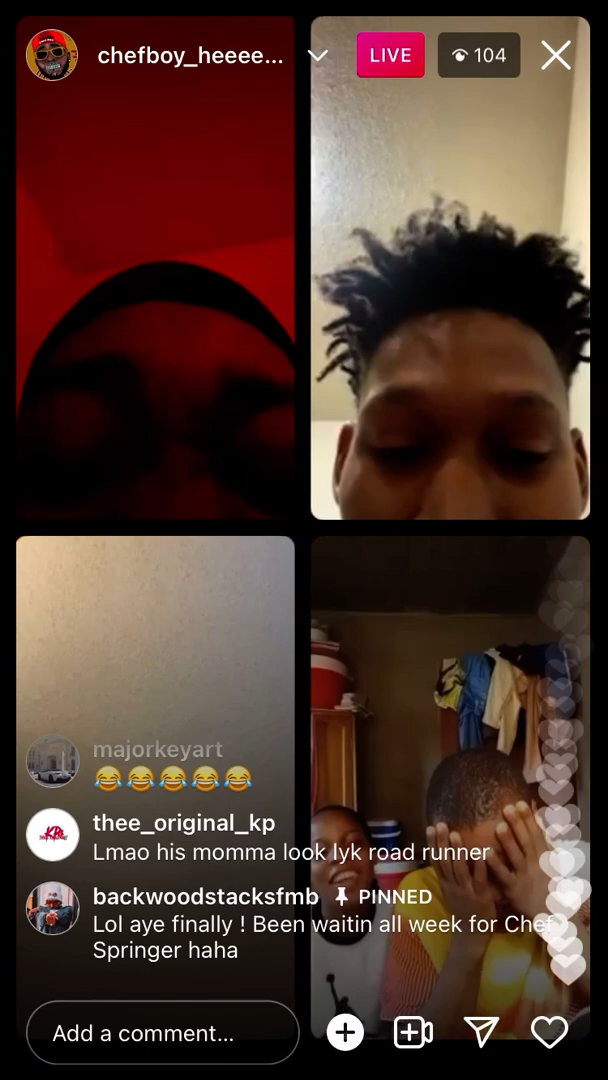 chefboy_heeee...
LIVE
104
majorkeyart
😂😂😂😂😂
thee_original_kp
Lmao his momma look lyk road runner
backwoodstacksfmb PINNED
Lol aye finally ! Been waitin all week for Chef
Springer haha
Add a comment...